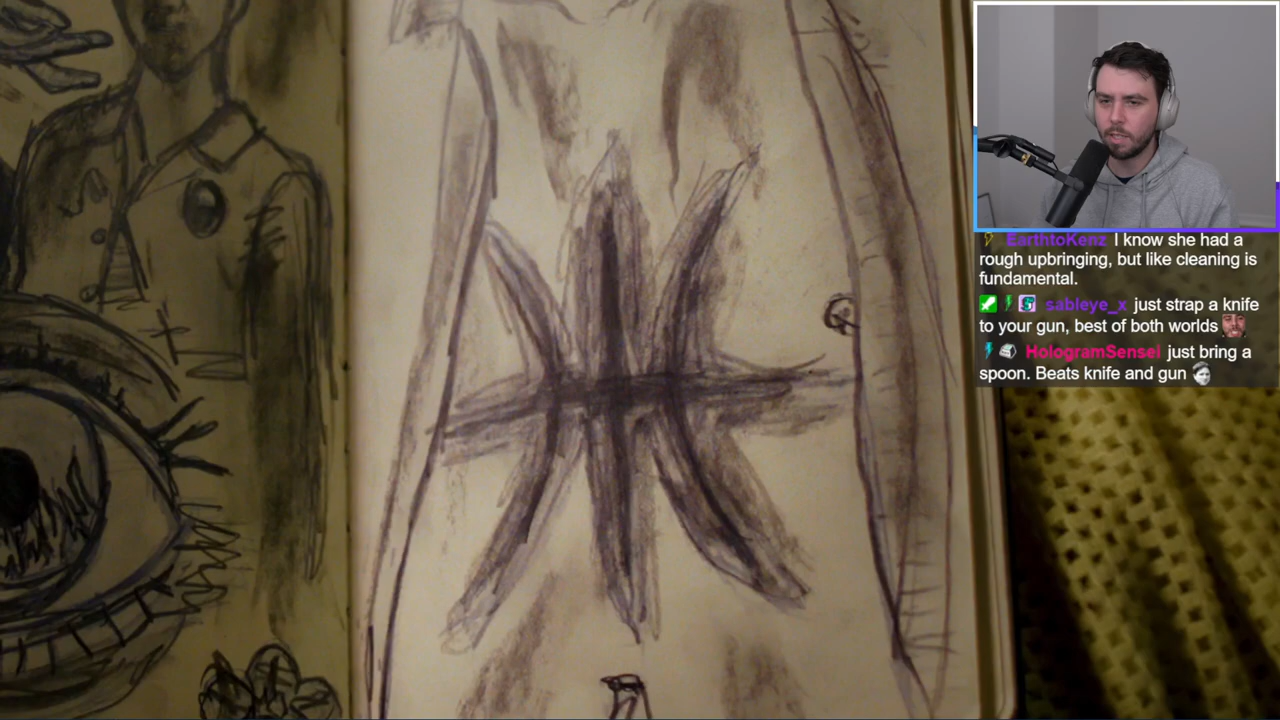 EarthtoKenz I know she had a
rough upbringing, but like cleaning is
fundamental.
sableye_x just strap a knife
to your gun, best of both worlds
HologramSensei just bring a
spoon. Beats knife and gun